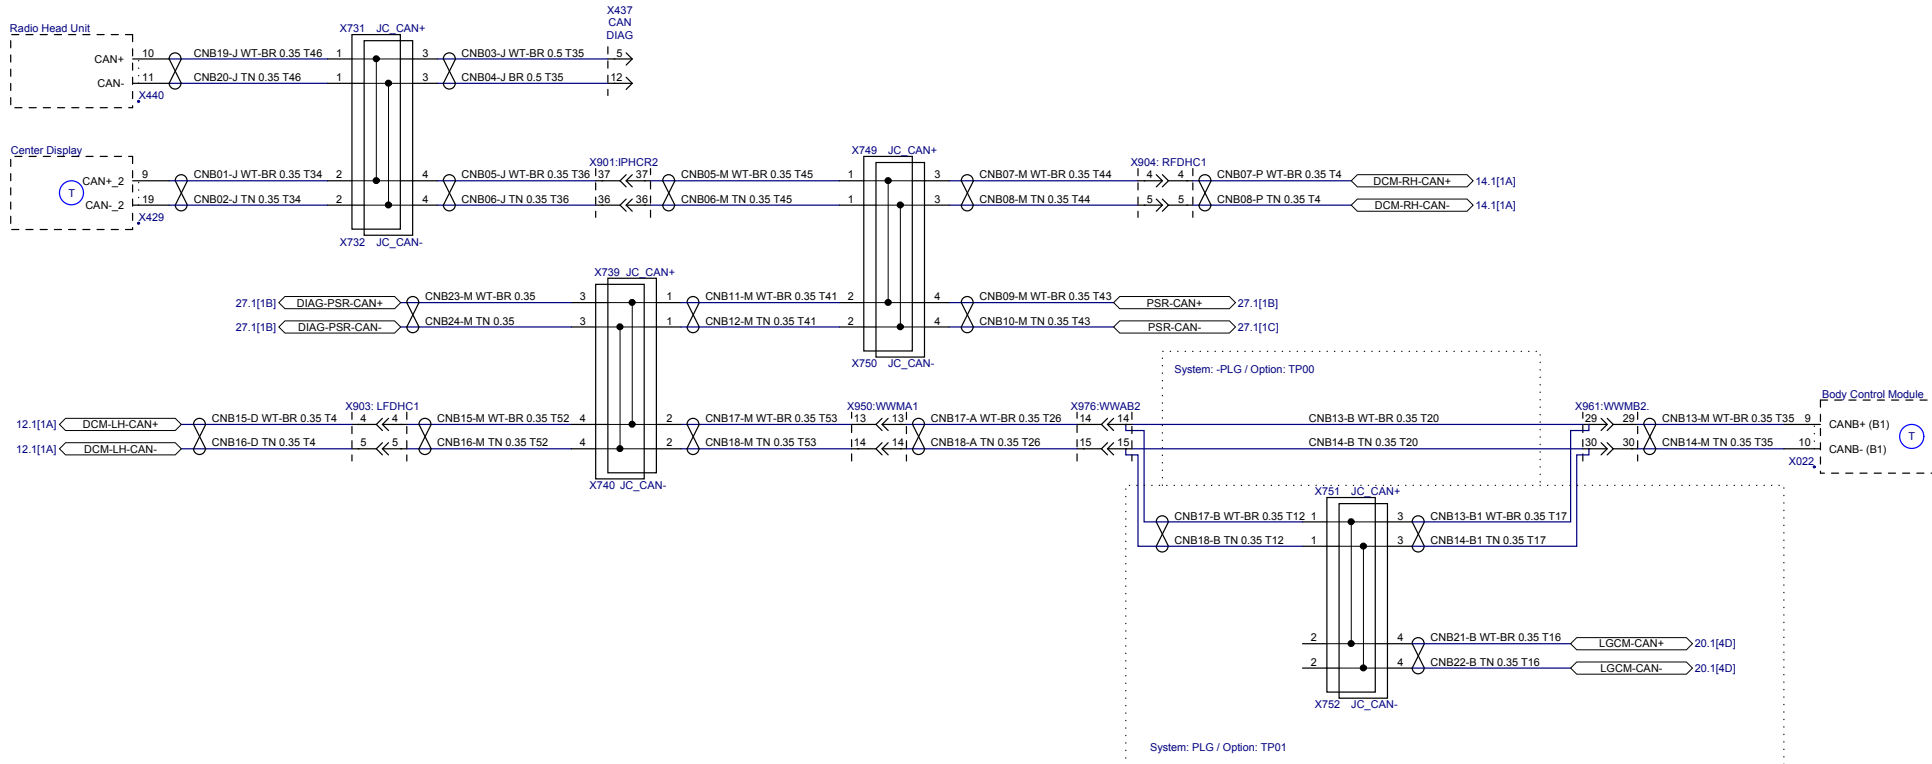 X437
CAN
DIAG
Radio Head Unit
X731 JC_CAN+
CAN+ 10 CNB19-J WT-BR 0.35 T46 1 3 CNB03-J WT-BR 0.5 T35 5
CAN- 11 CNB20-J TN 0.35 T46 1 3 CNB04-J BR 0.5 T35 12
X440
Center Display
X749 JC_CAN+
X901:IPHCR2
X904: RFDHC1
CAN+_2 9 CNB01-J WT-BR 0.35 T34 2 4 CNB05-J WT-BR 0.35 T36 37 37 CNB05-M WT-BR 0.35 T45 1 3 CNB07-M WT-BR 0.35 T44 4 4 CNB07-P WT-BR 0.35 T4 DCM-RH-CAN+ 14.1[1A]
T
CAN-_2 19 CNB02-J TN 0.35 T34 2 4 CNB06-J TN 0.35 T36 36 36 CNB06-M TN 0.35 T45 1 3 CNB08-M TN 0.35 T44 5 5 CNB08-P TN 0.35 T4 DCM-RH-CAN- 14.1[1A]
X429
X732 JC_CAN-
X739 JC_CAN+
27.1[1B] DIAG-PSR-CAN+ CNB23-M WT-BR 0.35 3 1 CNB11-M WT-BR 0.35 T41 2 4 CNB09-M WT-BR 0.35 T43 PSR-CAN+ 27.1[1B]
27.1[1B] DIAG-PSR-CAN- CNB24-M TN 0.35 3 1 CNB12-M TN 0.35 T41 2 4 CNB10-M TN 0.35 T43 PSR-CAN- 27.1[1C]
X750 JC_CAN-
System: -PLG / Option: TP00
Body Control Module
X903: LFDHC1
X950:WWMA1
X976:WWAB2
X961:WWMB2.
12.1[1A] DCM-LH-CAN+ CNB15-D WT-BR 0.35 T4 4 4 CNB15-M WT-BR 0.35 T52 4 2 CNB17-M WT-BR 0.35 T53 13 13 CNB17-A WT-BR 0.35 T26 14 14 CNB13-B WT-BR 0.35 T20 29 29 CNB13-M WT-BR 0.35 T35 9 CANB+ (B1)
T
12.1[1A] DCM-LH-CAN- CNB16-D TN 0.35 T4 5 5 CNB16-M TN 0.35 T52 4 2 CNB18-M TN 0.35 T53 14 14 CNB18-A TN 0.35 T26 15 15 CNB14-B TN 0.35 T20 30 30 CNB14-M TN 0.35 T35 10 CANB- (B1)
X022
X740 JC_CAN-
X751 JC_CAN+
CNB17-B WT-BR 0.35 T12 1 3 CNB13-B1 WT-BR 0.35 T17
CNB18-B TN 0.35 T12 1 3 CNB14-B1 TN 0.35 T17
2 4 CNB21-B WT-BR 0.35 T16 LGCM-CAN+ 20.1[4D]
2 4 CNB22-B TN 0.35 T16 LGCM-CAN- 20.1[4D]
X752 JC_CAN-
System: PLG / Option: TP01